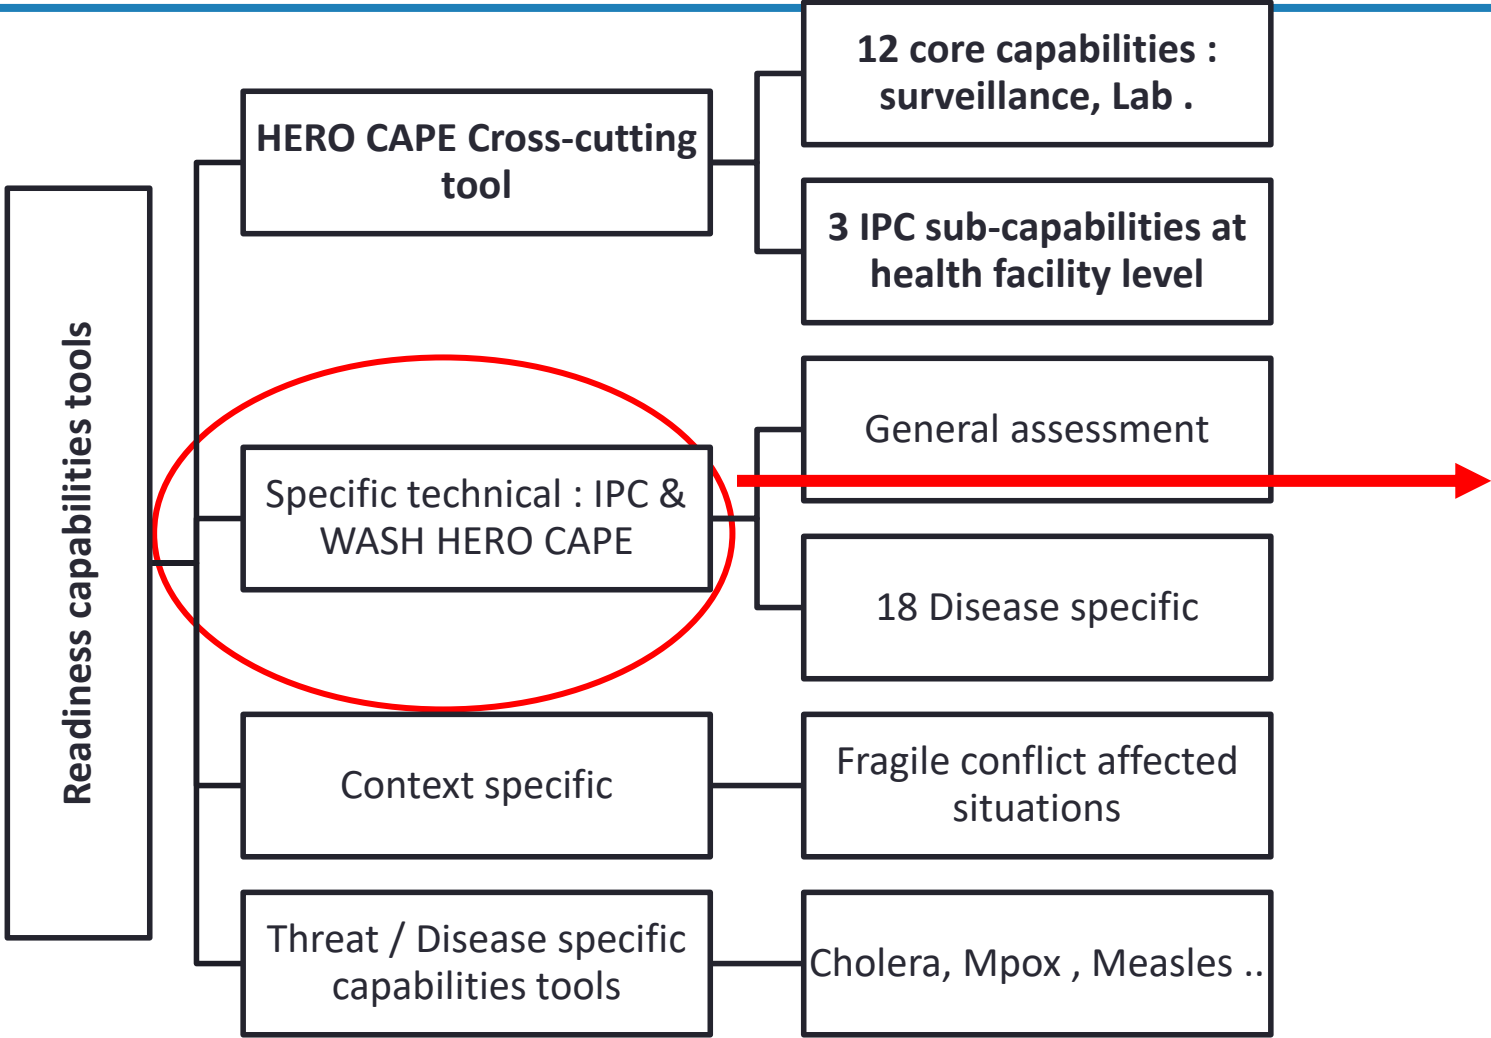 Readiness capabilities tools
HERO CAPE Cross-cutting
tool
12 core capabilities :
surveillance, Lab .
3 IPC sub-capabilities at
health facility level
Specific technical : IPC &
WASH HERO CAPE
General assessment
18 Disease specific
Context specific
Fragile conflict affected
situations
Threat / Disease specific
capabilities tools
Cholera, Mpox , Measles ..